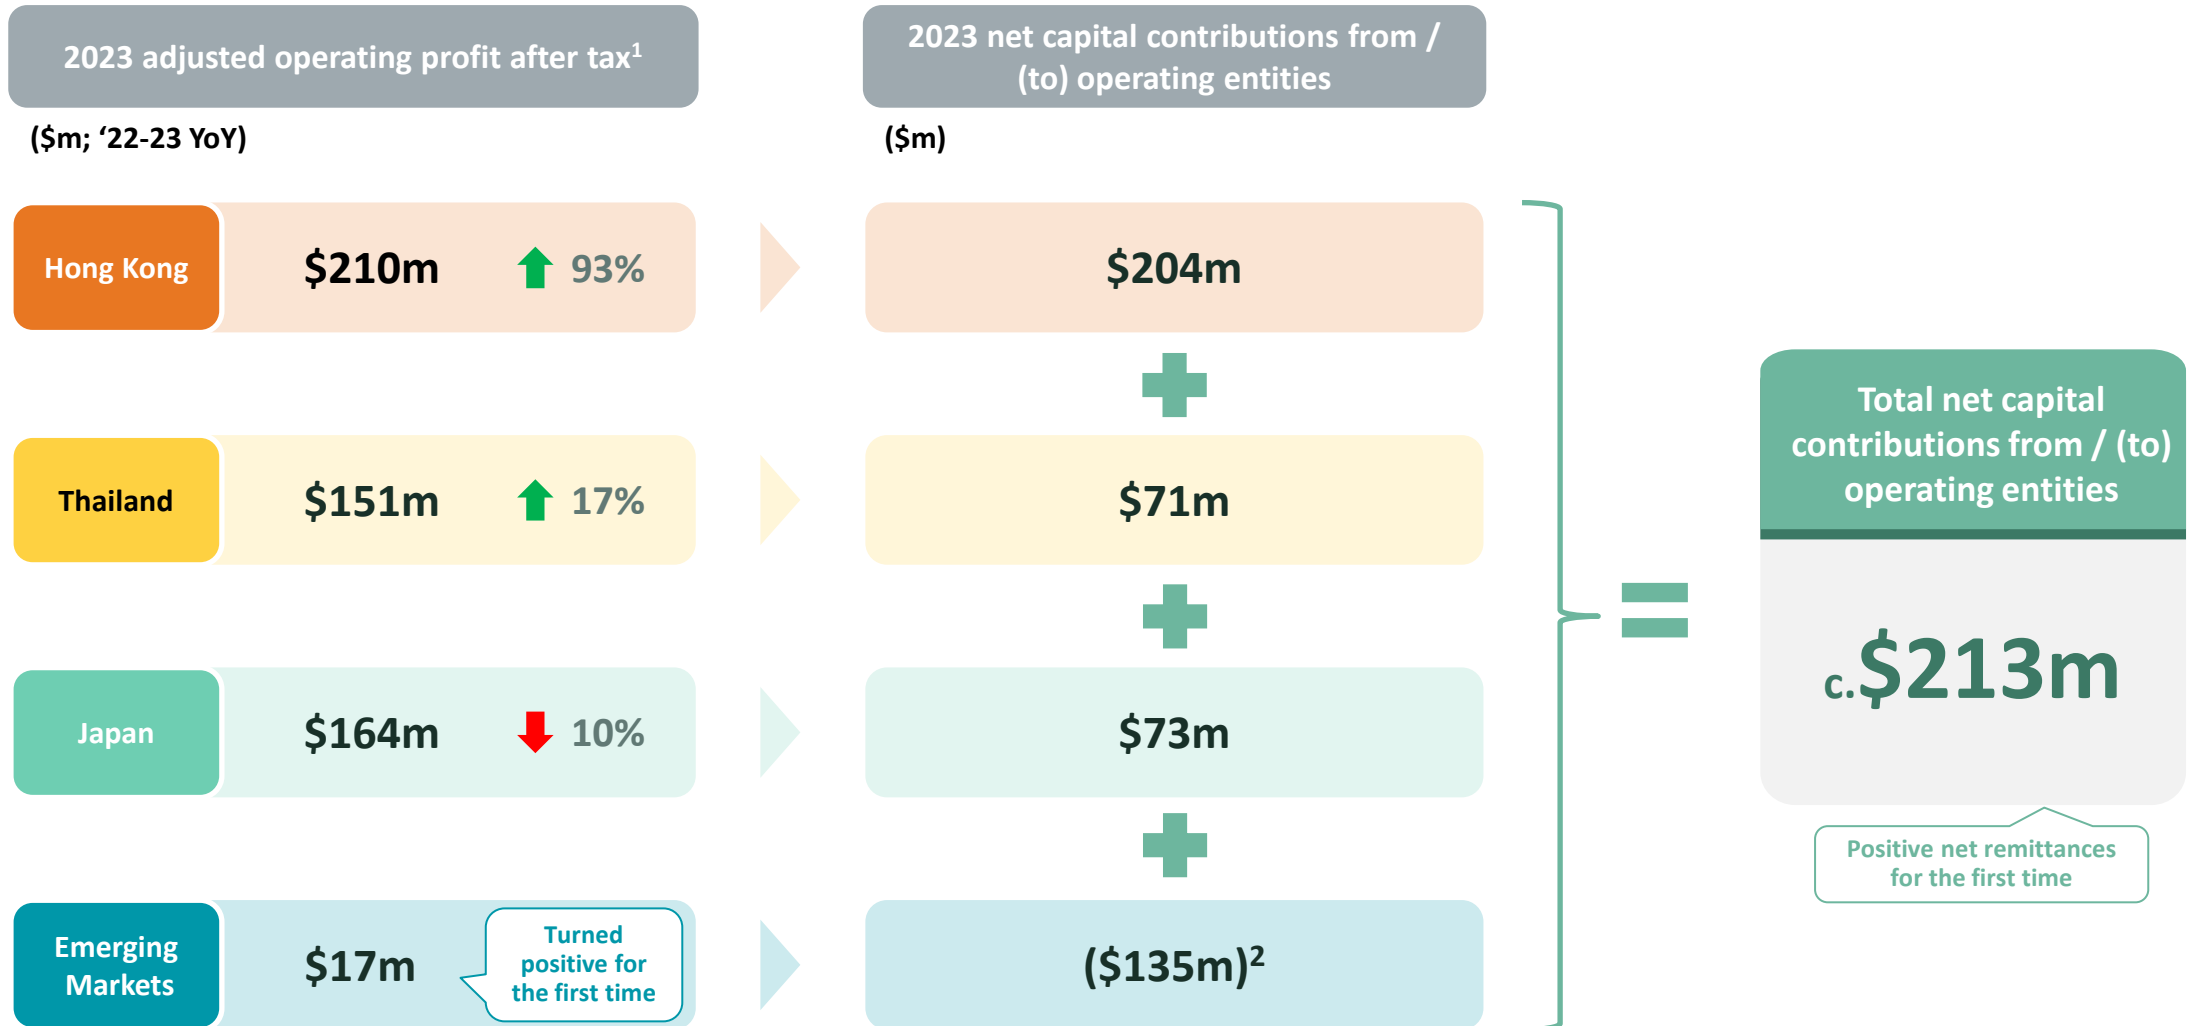 2023 adjusted operating profit after tax¹
2023 net capital contributions from /
(to) operating entities
($m; ‘22-23 YoY)
($m)
Hong Kong
$210m
93%
$204m
Thailand
$151m
17%
$71m
Japan
$164m
10%
$73m
Emerging
Markets
$17m
Turned
positive for
the first time
($135m)²
Total net capital
contributions from / (to)
operating entities
c.$213m
Positive net remittances
for the first time